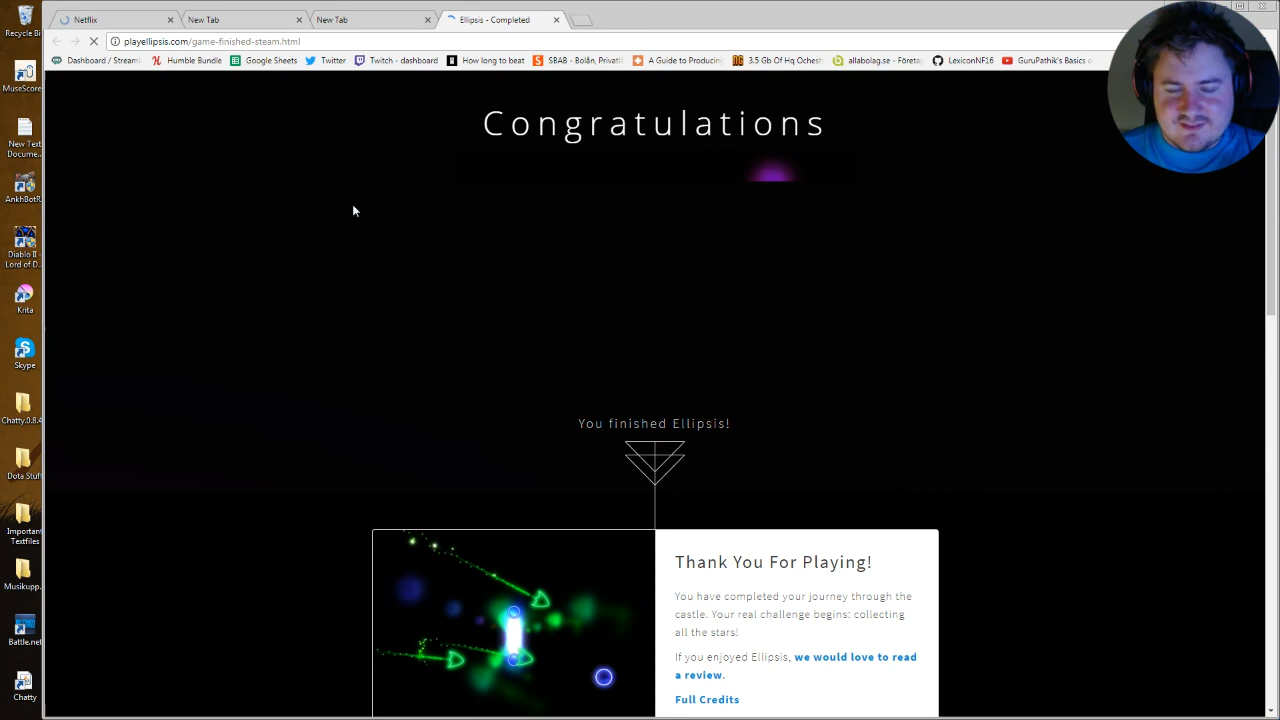 Netflix
New Tab
New Tab
Ellipsis - Completed
playellipsis.com/game-finished-steam.html
Dashboard / Streaml
Humble Bundle
Google Sheets
Twitter
Twitch - dashboard
How long to beat
SBAB - Bolån, Privatl
A Guide to Producing
3.5 Gb Of Hq Orchest
allabolag.se - Företag
LexiconNF16
GuruPathik's Basics o
Recycle Bi
MuseScore
New Text
Docume...
AnkhBotR
Diablo II -
Lord of D...
Krita
Skype
Chatty.0.8.4
Dota Stuf
Important
Textfiles
Musikupp.
Battle.net
Chatty
Congratulations
You finished Ellipsis!
Thank You For Playing!
You have completed your journey through the
castle. Your real challenge begins: collecting
all the stars!
If you enjoyed Ellipsis, we would love to read
a review.
Full Credits